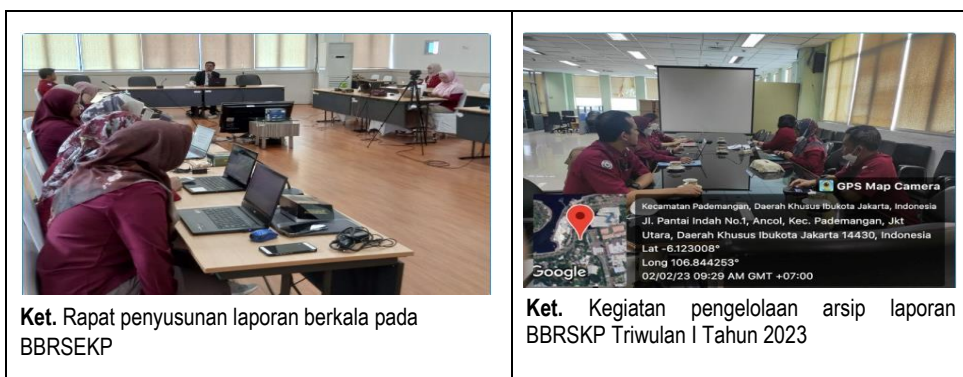 GPS Map Camera
Kecamatan Pademangan, Daerah Khusus Ibukota Jakarta, Indonesia
Jl. Pantai Indah No.1, Ancol, Kec. Pademangan, Jkt
Utara, Daerah Khusus Ibukota Jakarta 14430, Indonesia
Lat -6.123008°
Long 106.844253°
02/02/23 09:29 AM GMT +07:00
Google
Ket. Rapat penyusunan laporan berkala pada
BBRSEKP
Ket. Kegiatan pengelolaan arsip laporan
BBRSKP Triwulan I Tahun 2023